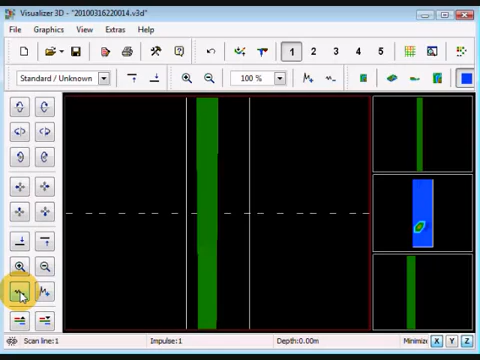 Visualizer 3D - "20100316220014.v3d"
File Graphics View Extras Help
1 2 3 4 5
Standard / Unknown 100 %
Scan line:1 Impulse:1 Depth:0.00m Minimize X Y Z